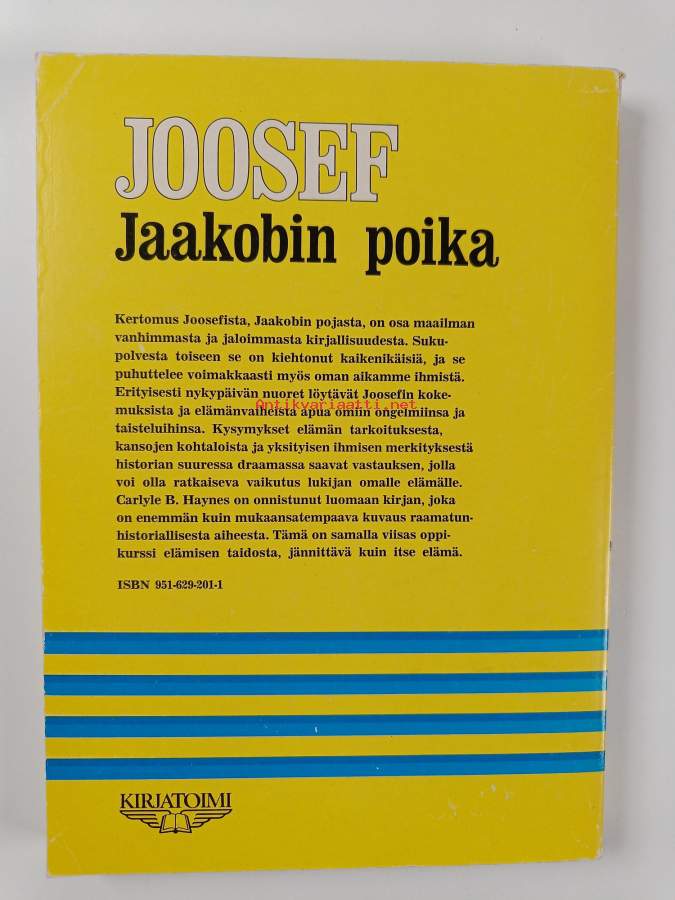 JOOSEF
Jaakobin poika
Kertomus Joosefista, Jaakobin pojasta, on osa maailman
vanhimmasta ja jaloimmasta kirjallisuudesta. Suku-
polvesta toiseen se on kiehtonut kaikenikäisiä, ja se
puhuttelee voimakkaasti myös oman aikamme ihmistä.
Erityisesti nykypäivän nuoret löytävät Joosefin koke-
muksista ja elämänvaiheista apua omiin ongelmiinsa ja
Antikvariaatti.net
taisteluihinsa. Kysymykset elämän tarkoituksesta,
kansojen kohtaloista ja yksityisen ihmisen merkityksestä
historian suuressa draamassa saavat vastauksen, jolla
voi olla ratkaiseva vaikutus lukijan omalle elämälle.
Carlyle B. Haynes on onnistunut luomaan kirjan, joka
on enemmän kuin mukaansatempaava kuvaus raamatun-
historiallisesta aiheesta. Tämä on samalla viisas oppi-
kurssi elämisen taidosta, jännittävä kuin itse elämä.
ISBN 951-629-201-1
KIRJATOIMI